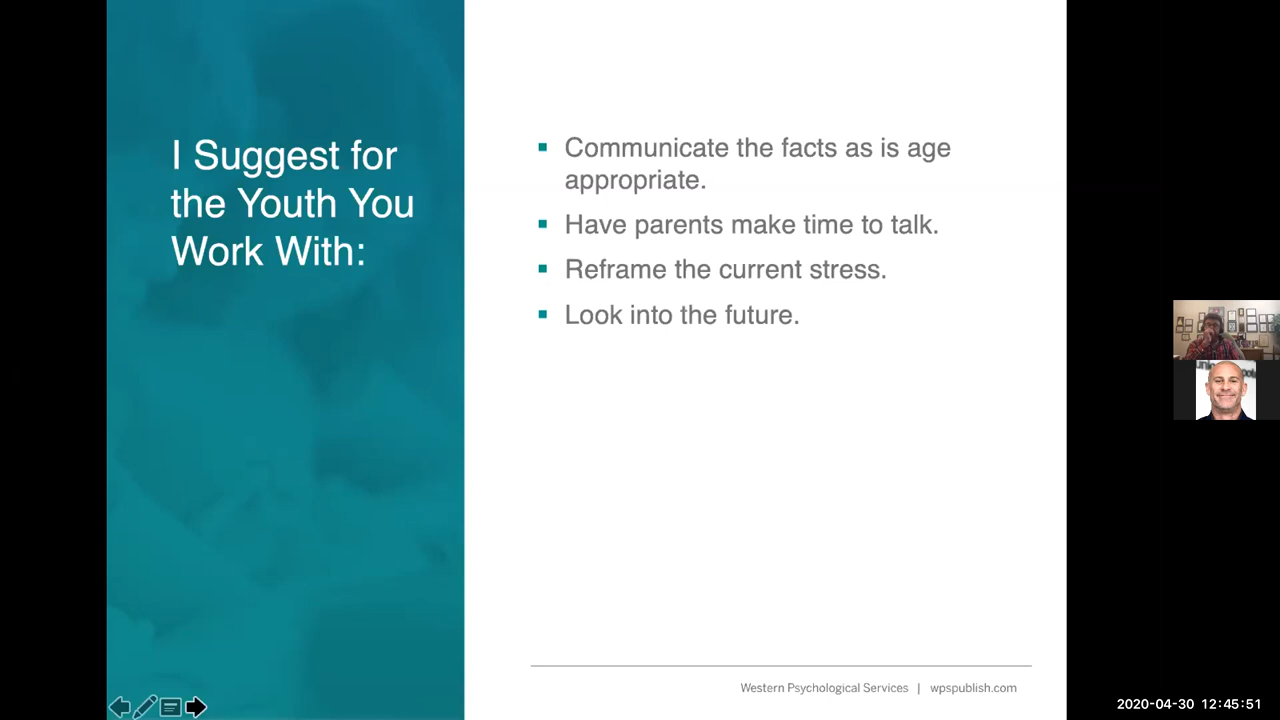 I Suggest for
the Youth You
Work With:
▪ Communicate the facts as is age
appropriate.
▪ Have parents make time to talk.
▪ Reframe the current stress.
▪ Look into the future.
Western Psychological Services | wpspublish.com
2020-04-30 12:45:51